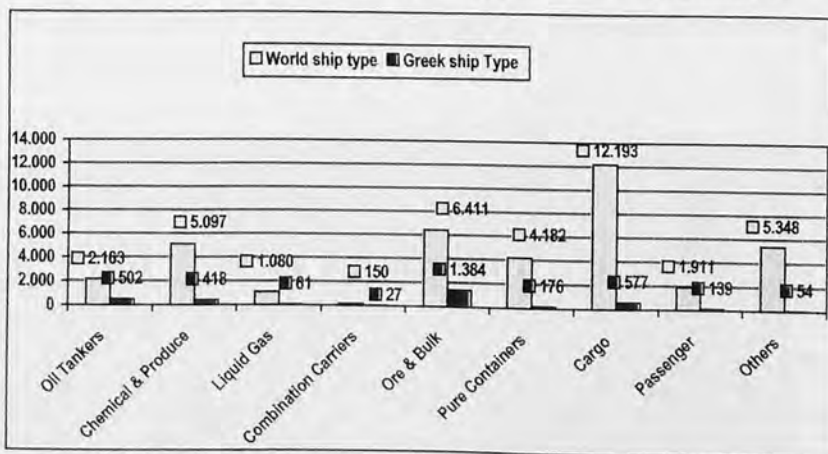 World ship type Greek ship Type
14.000
12.000
10.000
8.000
6.000
4.000
2.000
0
2.163
502
5.097
418
1.080
81
150
27
6.411
1.384
4.182
176
12.193
577
1.911
139
5.348
54
Oil Tankers
Chemical & Produce
Liquid Gas
Combination Carriers
Ore & Bulk
Pure Containers
Cargo
Passenger
Others